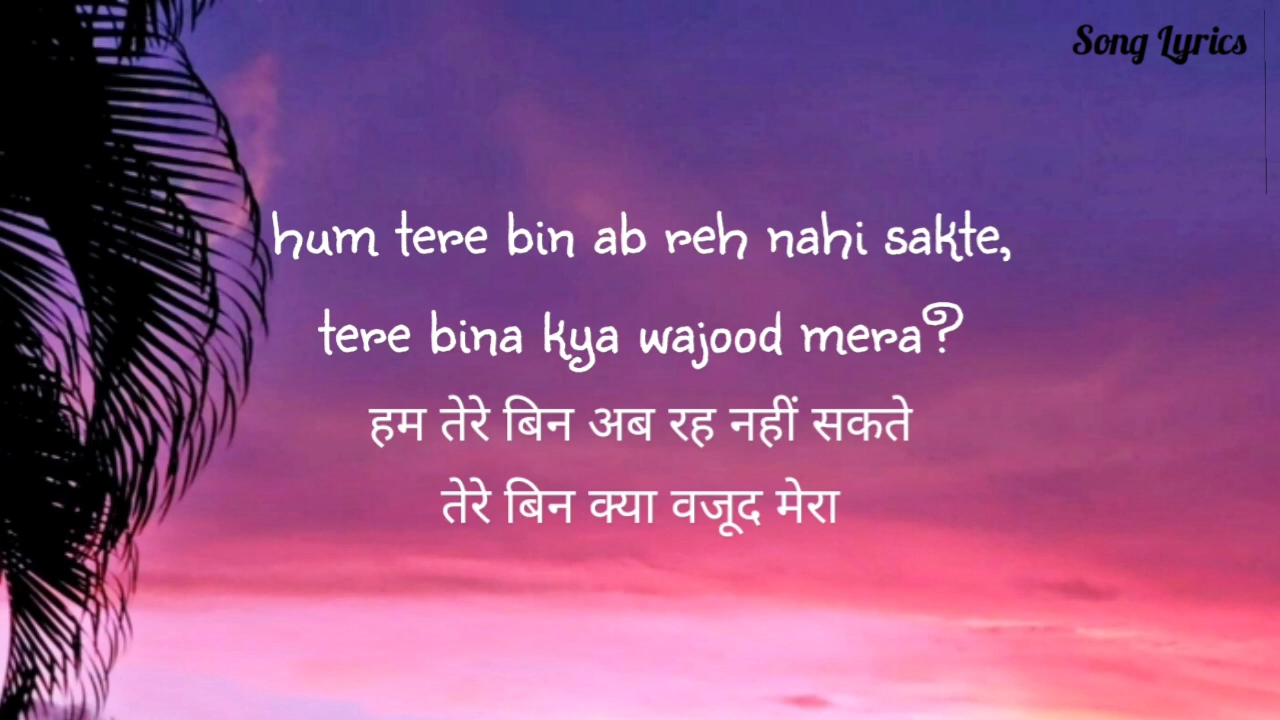 Song Lyrics
hum tere bin ab reh nahi sakte,
tere bina kya wajood mera?
हम तेरे बिन अब रह नहीं सकते
तेरे बिन क्या वजूद मेरा